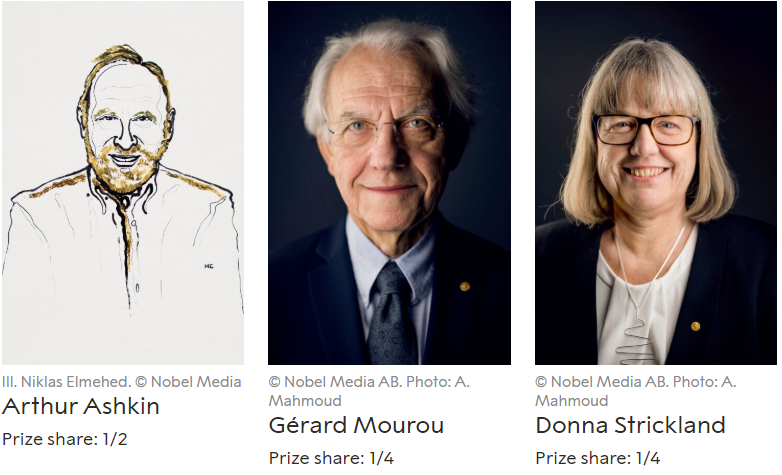 Ill. Niklas Elmehed. © Nobel Media
Arthur Ashkin
Prize share: 1/2
© Nobel Media AB. Photo: A.
Mahmoud
Gérard Mourou
Prize share: 1/4
© Nobel Media AB. Photo: A.
Mahmoud
Donna Strickland
Prize share: 1/4